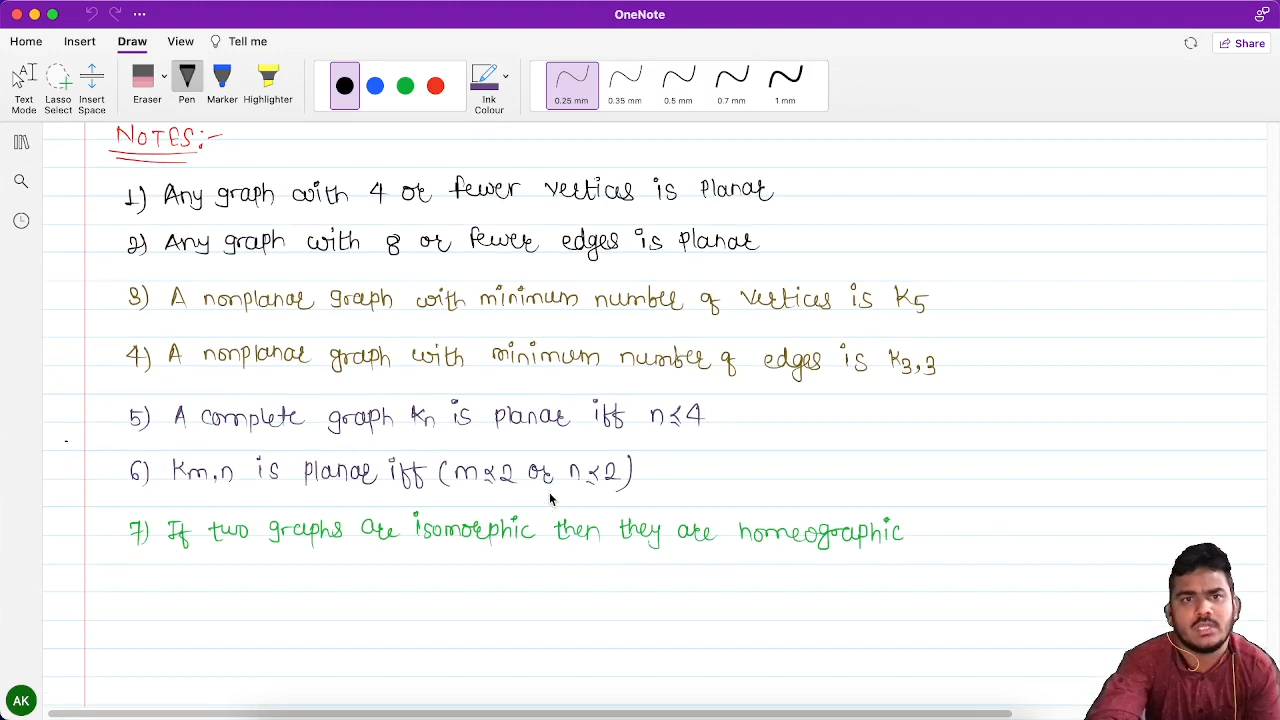 OneNote
Home Insert Draw View Tell me
Share
Text Mode
Lasso Select
Insert Space
Eraser
Pen
Marker
Highlighter
Ink Colour
0.25 mm
0.35 mm
0.5 mm
0.7 mm
1 mm
NOTES:-
1) Any graph with 4 or fewer vertices is planar
2) Any graph with 8 or fewer edges is planar
3) A nonplanar graph with minimum number of vertices is K5
4) A nonplanar graph with minimum number of edges is K3,3
5) A complete graph Kn is planar iff n≤4
6) Km,n is planar iff (m≤2 or n≤2)
7) If two graphs are isomorphic then they are homeographic
AK